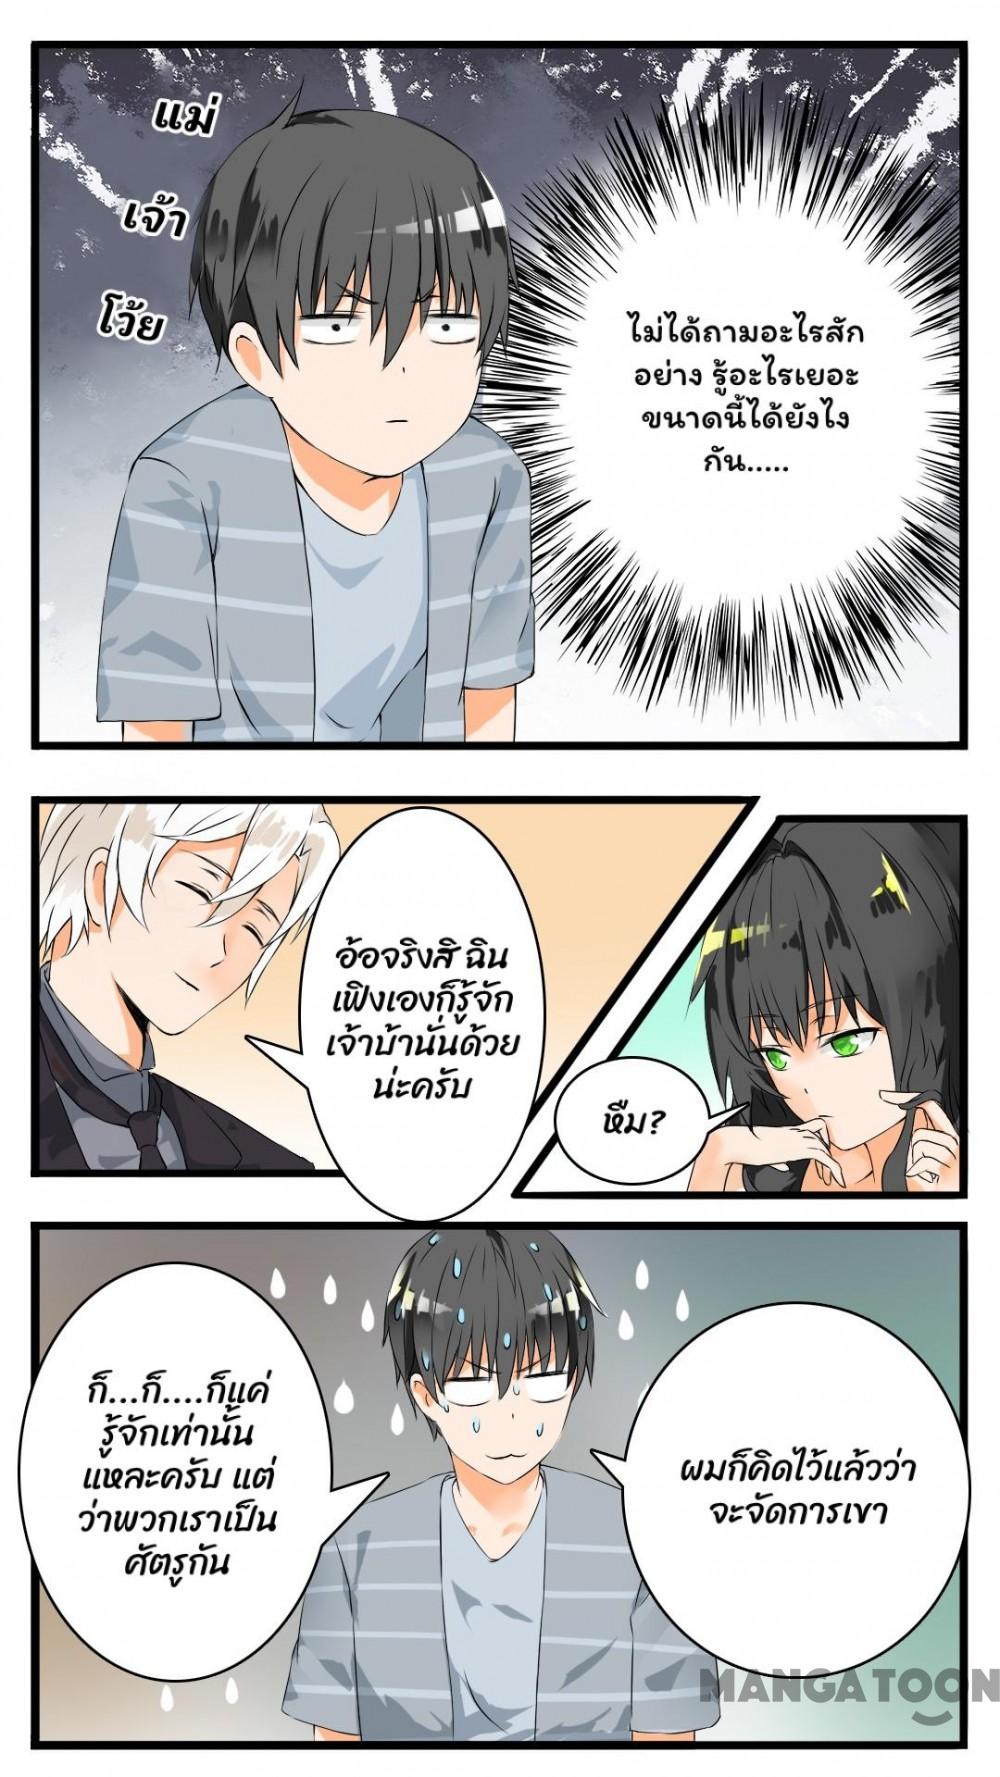 แม่
เจ้า
โว้ย
ไม่ได้ถามอะไรสัก
อย่าง รู้อะไรเยอะ
ขนาดนี้ได้ยังไง
กัน.....
อ้อจริงสิ ฉิน
เฟิงเองก็รู้จัก
เจ้าบ้านั่นด้วย
น่ะครับ
หืม?
ก็...ก็....ก็แค่
รู้จักเท่านั้น
แหละครับ แต่
ว่าพวกเราเป็น
ศัตรูกัน
ผมก็คิดไว้แล้วว่า
จะจัดการเขา
MANGATOON